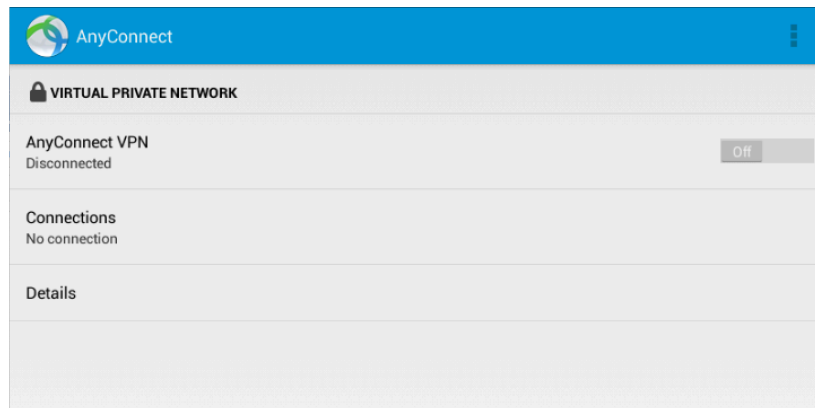 AnyConnect
VIRTUAL PRIVATE NETWORK
AnyConnect VPN
Disconnected
Off
Connections
No connection
Details